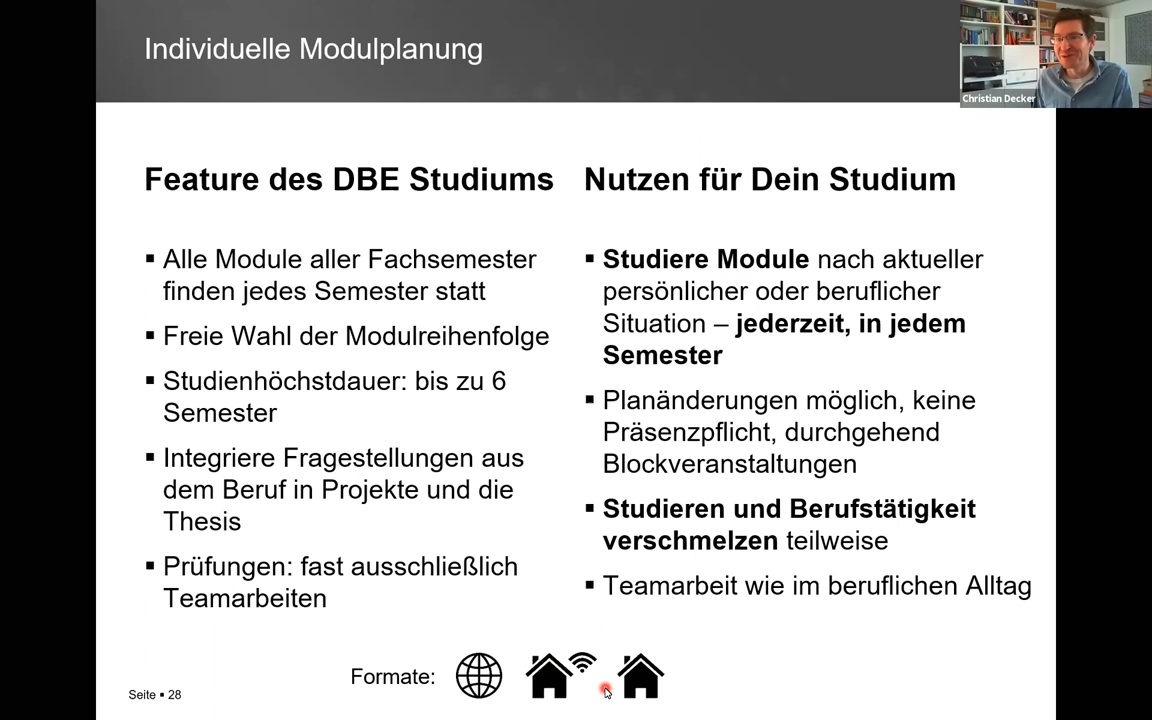 Individuelle Modulplanung
Christian Decker
Feature des DBE Studiums
▪ Alle Module aller Fachsemester
finden jedes Semester statt
▪ Freie Wahl der Modulreihenfolge
▪ Studienhöchstdauer: bis zu 6
Semester
▪ Integriere Fragestellungen aus
dem Beruf in Projekte und die
Thesis
▪ Prüfungen: fast ausschließlich
Teamarbeiten
Nutzen für Dein Studium
▪ Studiere Module nach aktueller
persönlicher oder beruflicher
Situation – jederzeit, in jedem
Semester
▪ Planänderungen möglich, keine
Präsenzpflicht, durchgehend
Blockveranstaltungen
▪ Studieren und Berufstätigkeit
verschmelzen teilweise
▪ Teamarbeit wie im beruflichen Alltag
Formate:
Seite ▪ 28